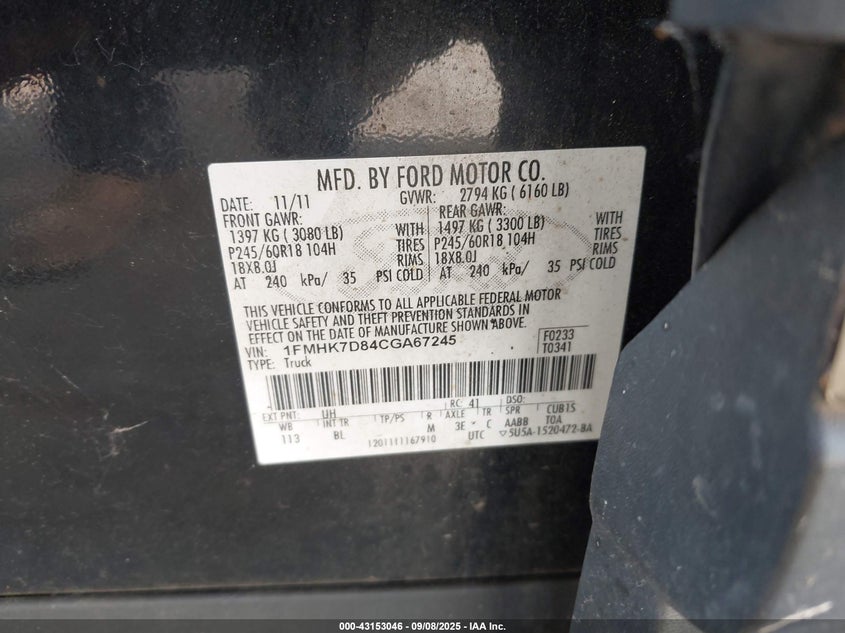 MFD. BY FORD MOTOR CO.
DATE: 11/11 GVWR: 2794 KG ( 6160 LB)
FRONT GAWR: REAR GAWR:
1397 KG ( 3080 LB) WITH 1497 KG ( 3300 LB) WITH
P245/60R18 104H TIRES P245/60R18 104H TIRES
18X8.0J RIMS 18X8.0J RIMS
AT 240 kPa/ 35 PSI COLD AT 240 kPa/ 35 PSI COLD
THIS VEHICLE CONFORMS TO ALL APPLICABLE FEDERAL MOTOR
VEHICLE SAFETY AND THEFT PREVENTION STANDARDS IN
EFFECT ON THE DATE OF MANUFACTURE SHOWN ABOVE.
VIN: 1FMHK7D84CGA67245 F0233
TYPE: Truck T0341
EXT PNT: UH RC: 41 DSO:
WB INT TR TP/PS R AXLE TR SPR CUB1S
113 BL M 3E C AABB TOA
1201111167910 UTC ▽5U5A-1520472-BA
000-43153046 - 09/08/2025 - IAA Inc.